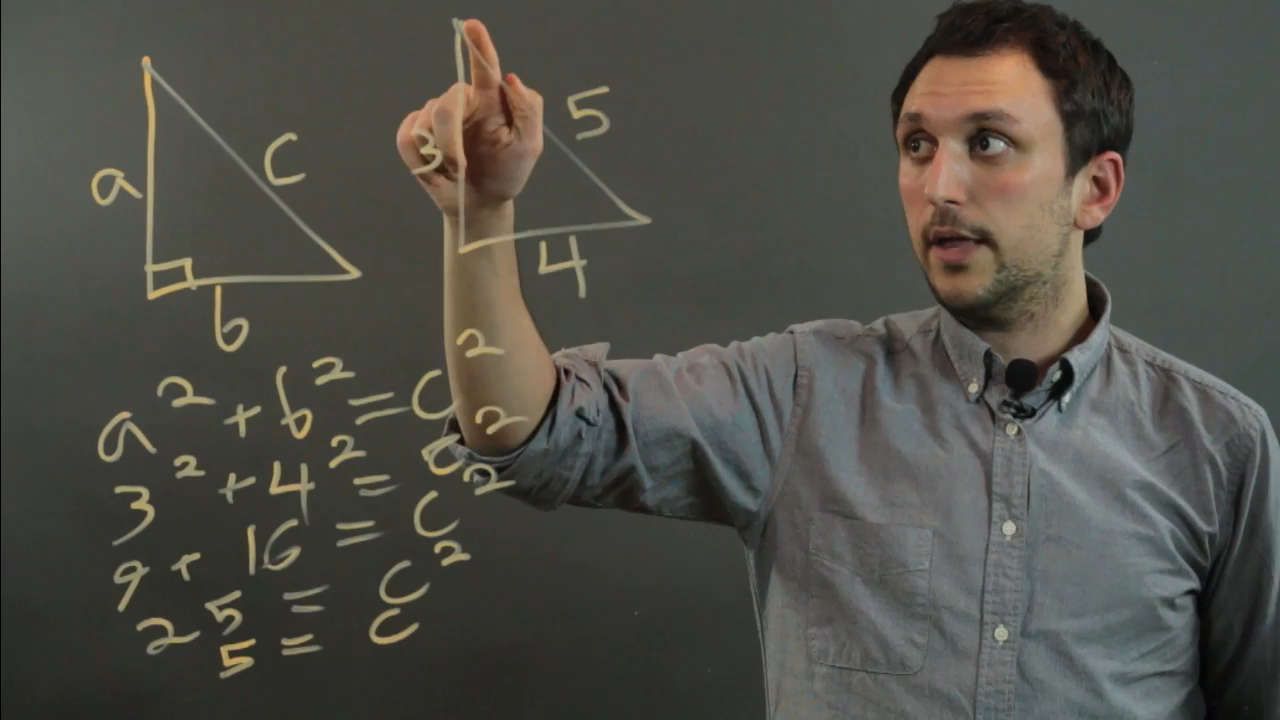 a
c
b
3
5
4
a² + b² = c²
3² + 4² = c²
9 + 16 = c²
25 = c²
5 = c